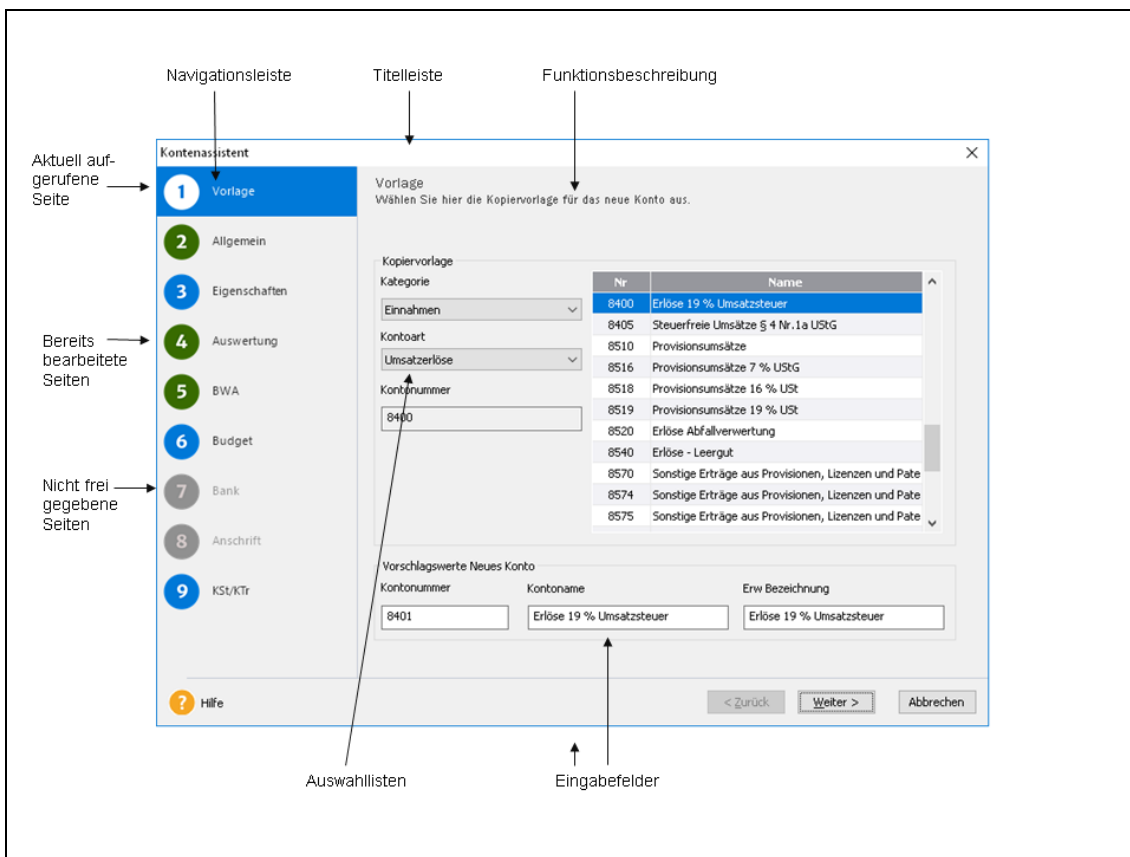 Navigationsleiste Titelleiste Funktionsbeschreibung
Aktuell auf-
gerufene
Seite
Bereits
bearbeitete
Seiten
Nicht frei
gegebene
Seiten
Kontenassistent
1 Vorlage
2 Allgemein
3 Eigenschaften
4 Auswertung
5 BWA
6 Budget
7 Bank
8 Anschrift
9 KSt/KTr
Vorlage
Wählen Sie hier die Kopiervorlage für das neue Konto aus.
Kopiervorlage
Kategorie
Einnahmen
Kontoart
Umsatzerlöse
Kontonummer
8400
Nr Name
8400 Erlöse 19 % Umsatzsteuer
8405 Steuerfreie Umsätze § 4 Nr.1a UStG
8510 Provisionsumsätze
8516 Provisionsumsätze 7 % UStG
8518 Provisionsumsätze 16 % USt
8519 Provisionsumsätze 19 % USt
8520 Erlöse Abfallverwertung
8540 Erlöse - Leergut
8570 Sonstige Erträge aus Provisionen, Lizenzen und Pate
8574 Sonstige Erträge aus Provisionen, Lizenzen und Pate
8575 Sonstige Erträge aus Provisionen, Lizenzen und Pate
Vorschlagswerte Neues Konto
Kontonummer Kontoname Erw Bezeichnung
8401 Erlöse 19 % Umsatzsteuer Erlöse 19 % Umsatzsteuer
? Hilfe < Zurück Weiter > Abbrechen
Auswahllisten Eingabefelder